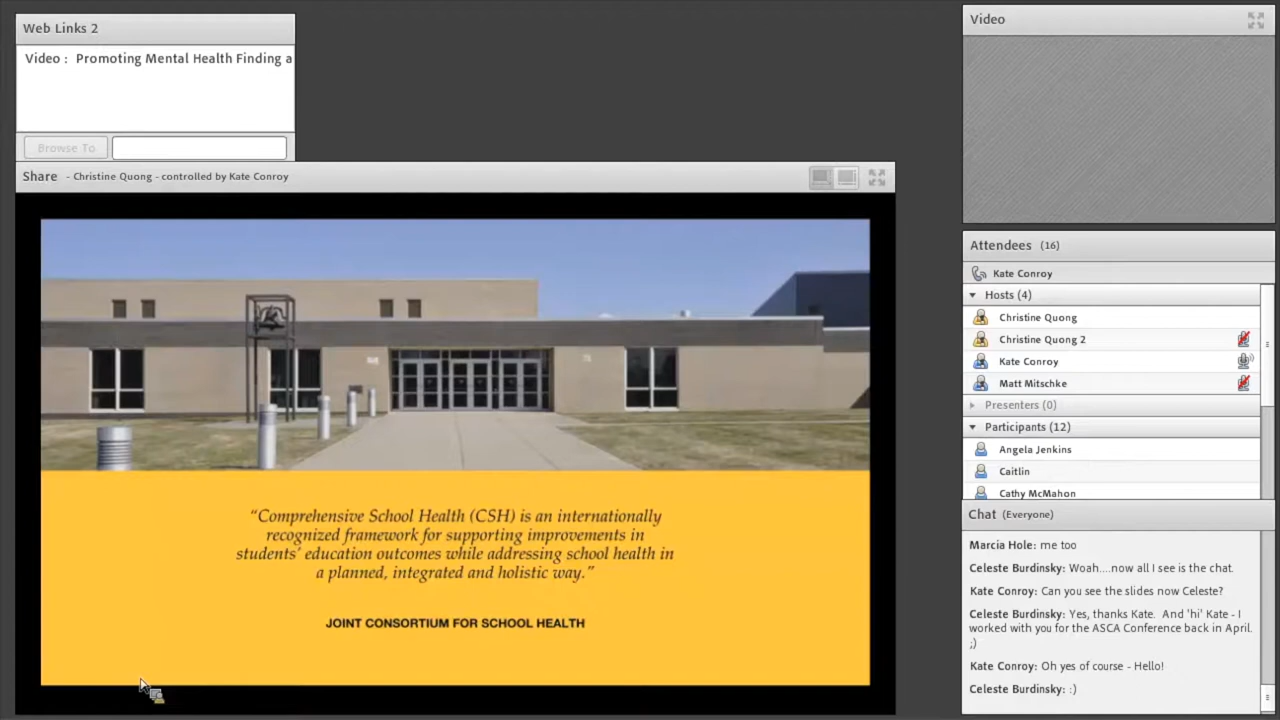 Web Links 2
Video : Promoting Mental Health Finding a
Browse To
Share - Christine Quong - controlled by Kate Conroy
“Comprehensive School Health (CSH) is an internationally
recognized framework for supporting improvements in
students’ education outcomes while addressing school health in
a planned, integrated and holistic way.”
JOINT CONSORTIUM FOR SCHOOL HEALTH
Video
Attendees (16)
Kate Conroy
Hosts (4)
Christine Quong
Christine Quong 2
Kate Conroy
Matt Mitschke
Presenters (0)
Participants (12)
Angela Jenkins
Caitlin
Cathy McMahon
Chat (Everyone)
Marcia Hole: me too
Celeste Burdinsky: Woah....now all I see is the chat.
Kate Conroy: Can you see the slides now Celeste?
Celeste Burdinsky: Yes, thanks Kate. And 'hi' Kate - I
worked with you for the ASCA Conference back in April.
;)
Kate Conroy: Oh yes of course - Hello!
Celeste Burdinsky: :)